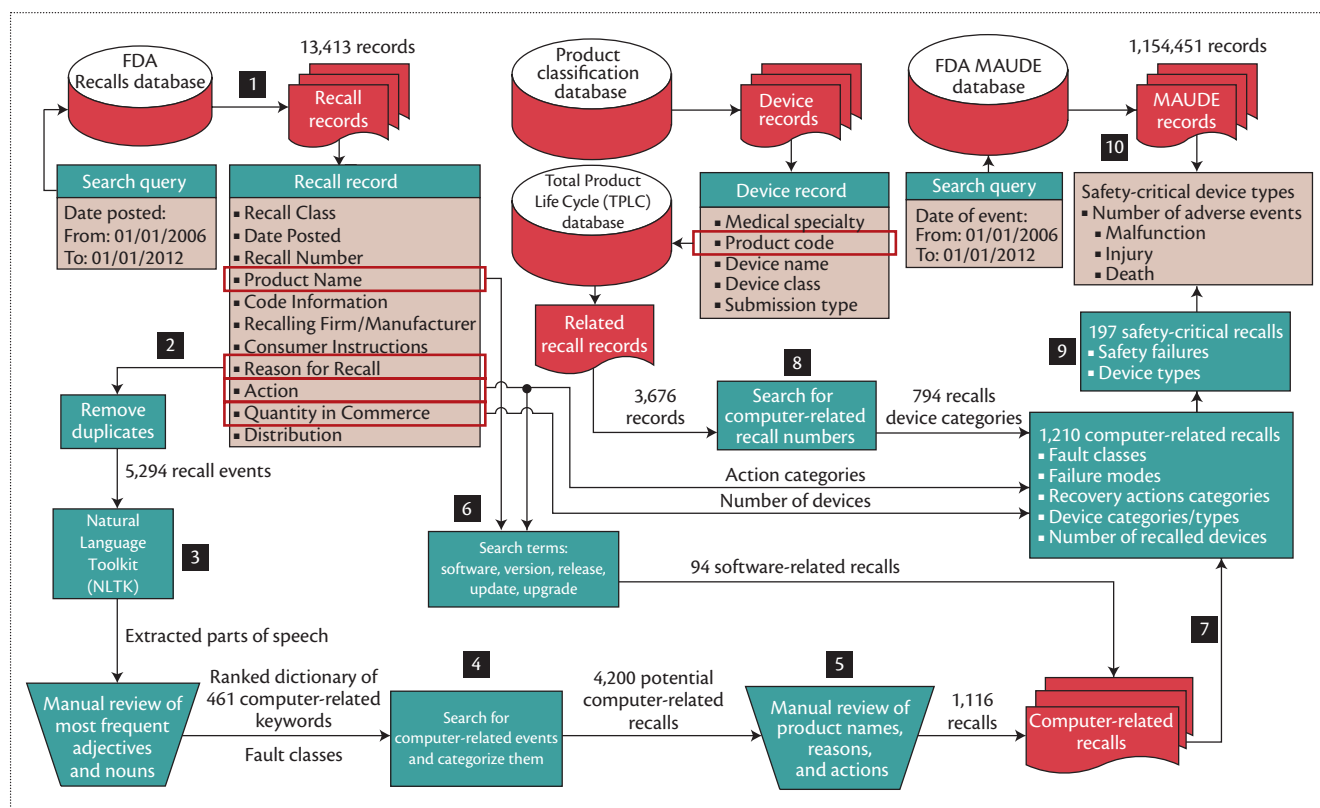 FDA
Recalls database
1
13,413 records
Recall
records
Product
classification
database
Device
records
FDA MAUDE
database
1,154,451 records
MAUDE
records
10
Search query
Date posted:
From: 01/01/2006
To: 01/01/2012
Recall record
▪ Recall Class
▪ Date Posted
▪ Recall Number
▪ Product Name
▪ Code Information
▪ Recalling Firm/Manufacturer
▪ Consumer Instructions
▪ Reason for Recall
▪ Action
▪ Quantity in Commerce
▪ Distribution
Total Product
Life Cycle (TPLC)
database
Device record
▪ Medical specialty
▪ Product code
▪ Device name
▪ Device class
▪ Submission type
Search query
Date of event:
From: 01/01/2006
To: 01/01/2012
Safety-critical device types
▪ Number of adverse events
▪ Malfunction
▪ Injury
▪ Death
Related
recall records
2
Remove
duplicates
5,294 recall events
3,676
records
8
Search for
computer-related
recall numbers
794 recalls
device categories
9
197 safety-critical recalls
▪ Safety failures
▪ Device types
1,210 computer-related recalls
▪ Fault classes
▪ Failure modes
▪ Recovery actions categories
▪ Device categories/types
▪ Number of recalled devices
Action categories
Number of devices
Natural
Language
Toolkit
(NLTK)
3
6
Search terms:
software, version, release,
update, upgrade
94 software-related recalls
7
Extracted parts of speech
Manual review of
most frequent
adjectives
and nouns
Ranked dictionary of
461 computer-related
keywords
Fault classes
4
Search for
computer-related events
and categorize them
4,200 potential
computer-related
recalls
5
Manual review of
product names,
reasons,
and actions
1,116
recalls
Computer-related
recalls